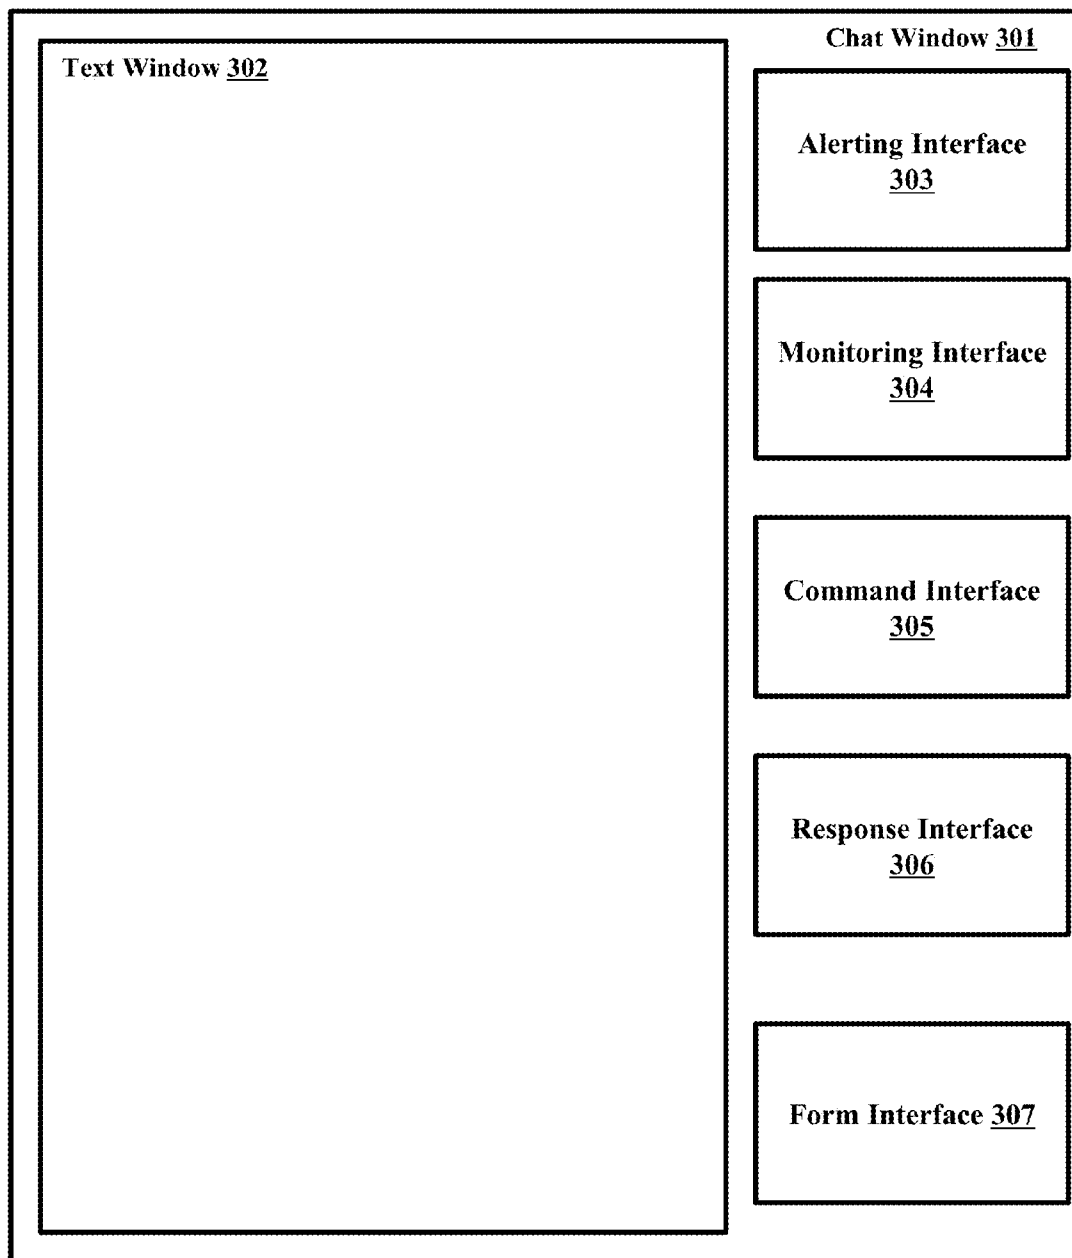 Chat Window 301
Text Window 302
Alerting Interface
303
Monitoring Interface
304
Command Interface
305
Response Interface
306
Form Interface 307